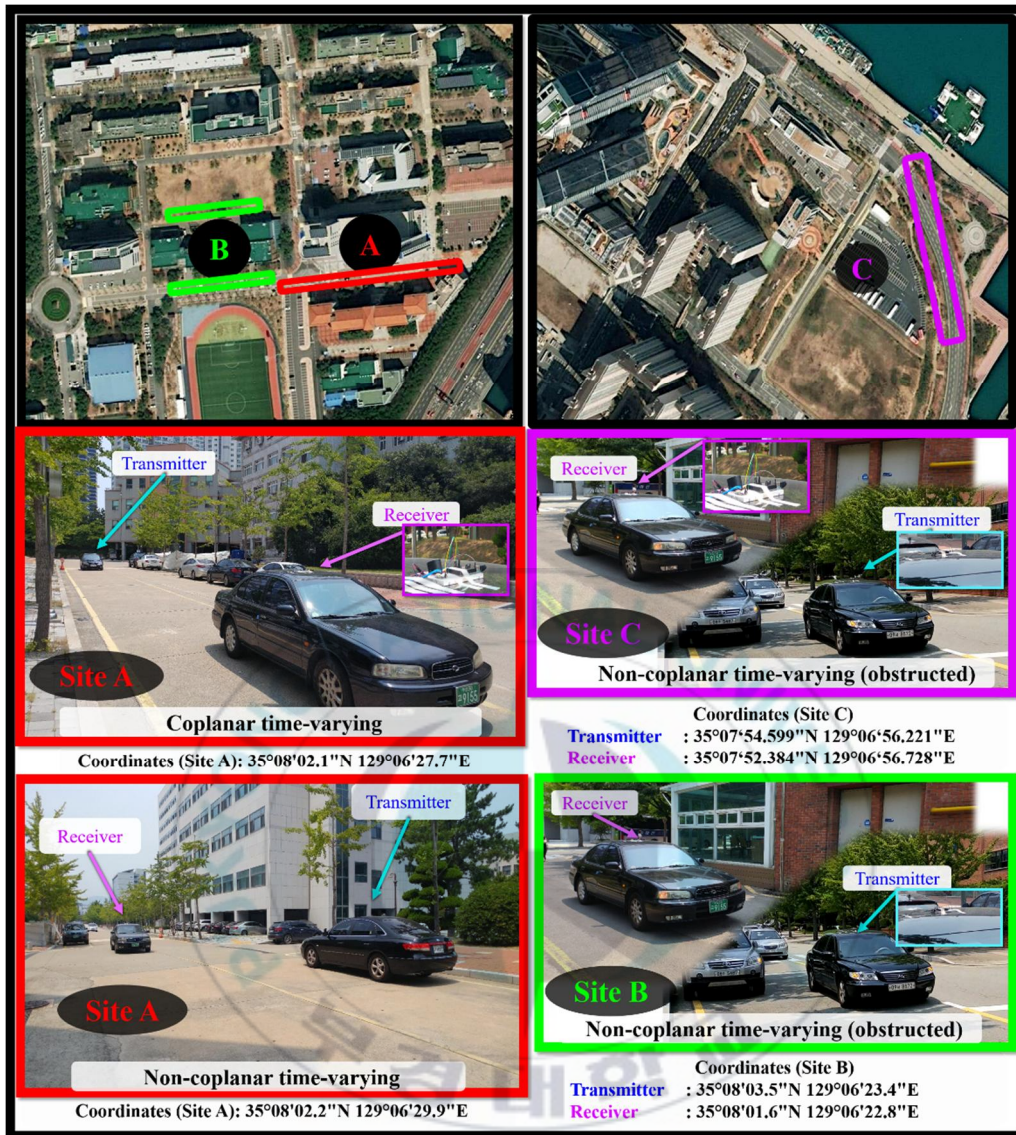 B
A
C
Transmitter
Receiver
Site A
Coplanar time-varying
Coordinates (Site A): 35°08'02.1"N 129°06'27.7"E
Receiver
Transmitter
Site C
Non-coplanar time-varying (obstructed)
Coordinates (Site C)
Transmitter : 35°07‘54.599"N 129°06‘56.221"E
Receiver : 35°07‘52.384"N 129°06‘56.728"E
Receiver
Transmitter
Site A
Non-coplanar time-varying
Coordinates (Site A): 35°08'02.2"N 129°06'29.9"E
Receiver
Transmitter
Site B
Non-coplanar time-varying (obstructed)
Coordinates (Site B)
Transmitter : 35°08'03.5"N 129°06'23.4"E
Receiver : 35°08'01.6"N 129°06'22.8"E